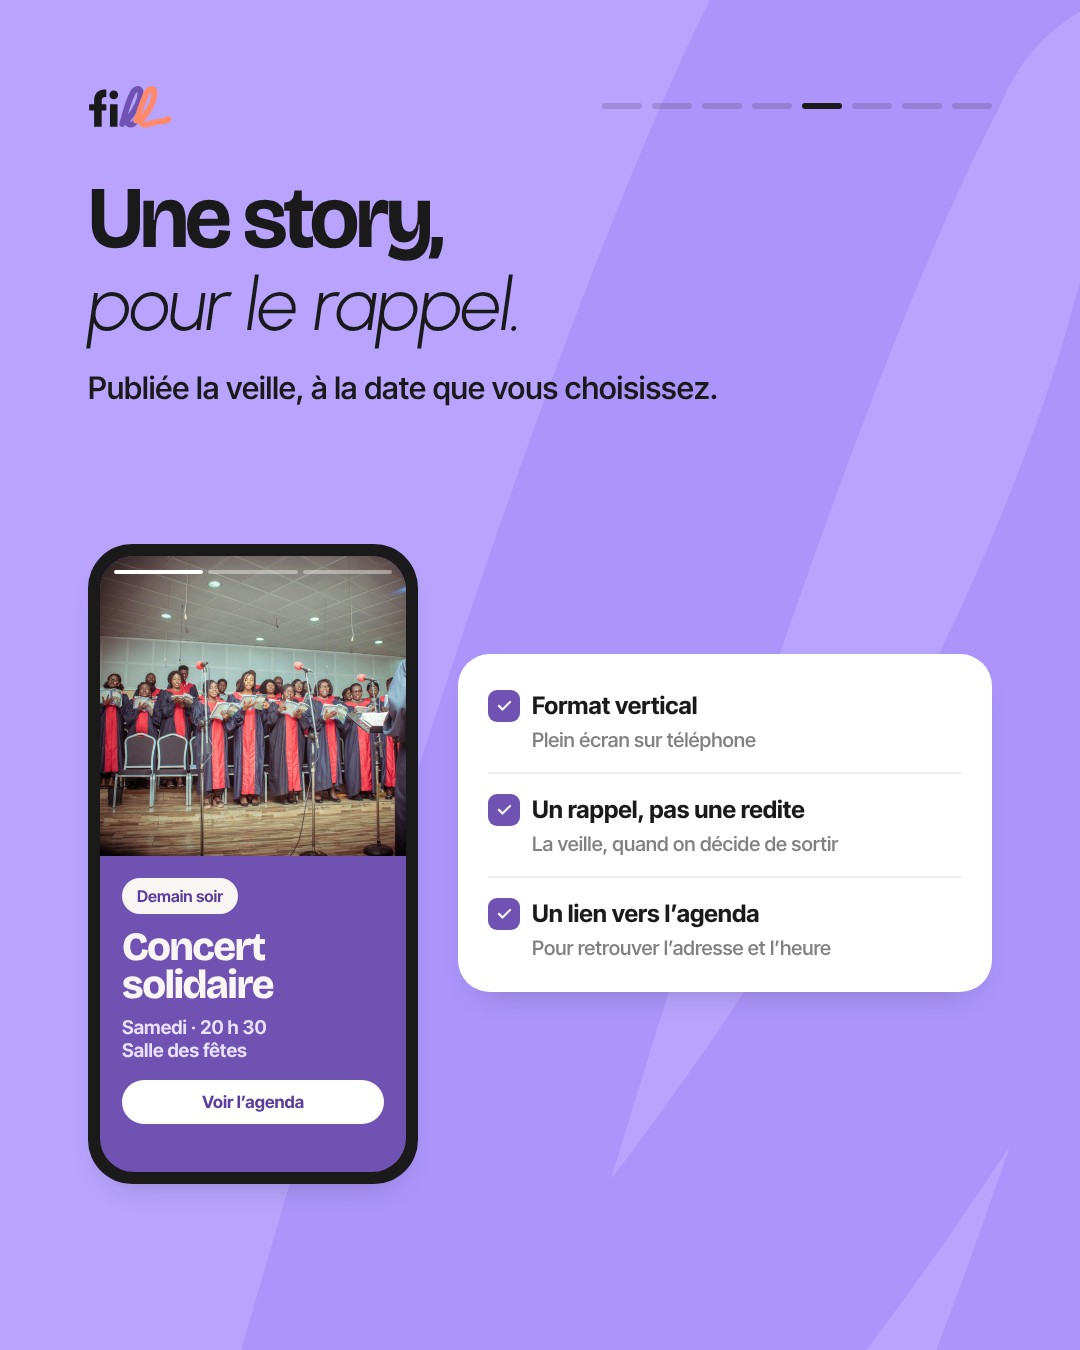 fill
Une story,
pour le rappel.
Publiée la veille, à la date que vous choisissez.
Demain soir
Concert
solidaire
Samedi · 20 h 30
Salle des fêtes
Voir l’agenda
Format vertical
Plein écran sur téléphone
Un rappel, pas une redite
La veille, quand on décide de sortir
Un lien vers l’agenda
Pour retrouver l’adresse et l’heure